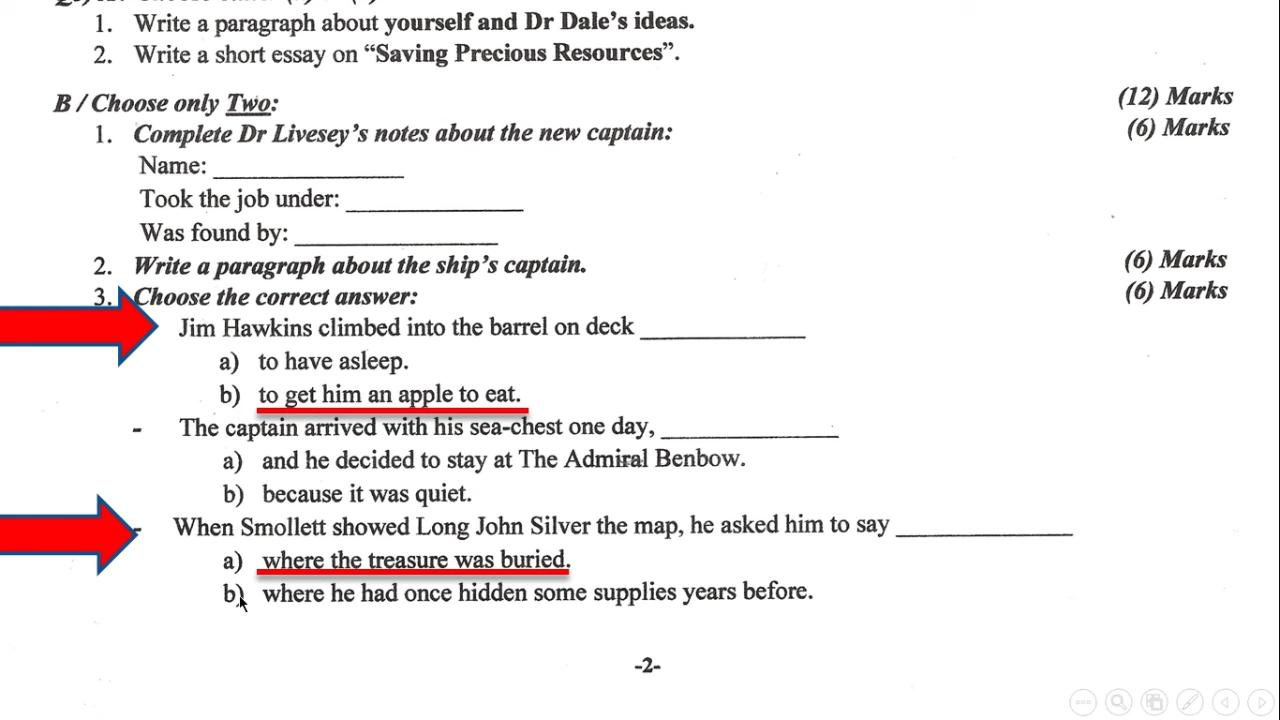 1. Write a paragraph about yourself and Dr Dale's ideas.
2. Write a short essay on “Saving Precious Resources”.
B / Choose only Two: (12) Marks
1. Complete Dr Livesey's notes about the new captain: (6) Marks
Name: ____________
Took the job under: ____________
Was found by: ____________
2. Write a paragraph about the ship's captain. (6) Marks
3. Choose the correct answer: (6) Marks
Jim Hawkins climbed into the barrel on deck ____________
a) to have asleep.
b) to get him an apple to eat.
- The captain arrived with his sea-chest one day, ____________
a) and he decided to stay at The Admiral Benbow.
b) because it was quiet.
- When Smollett showed Long John Silver the map, he asked him to say ____________
a) where the treasure was buried.
b) where he had once hidden some supplies years before.
-2-